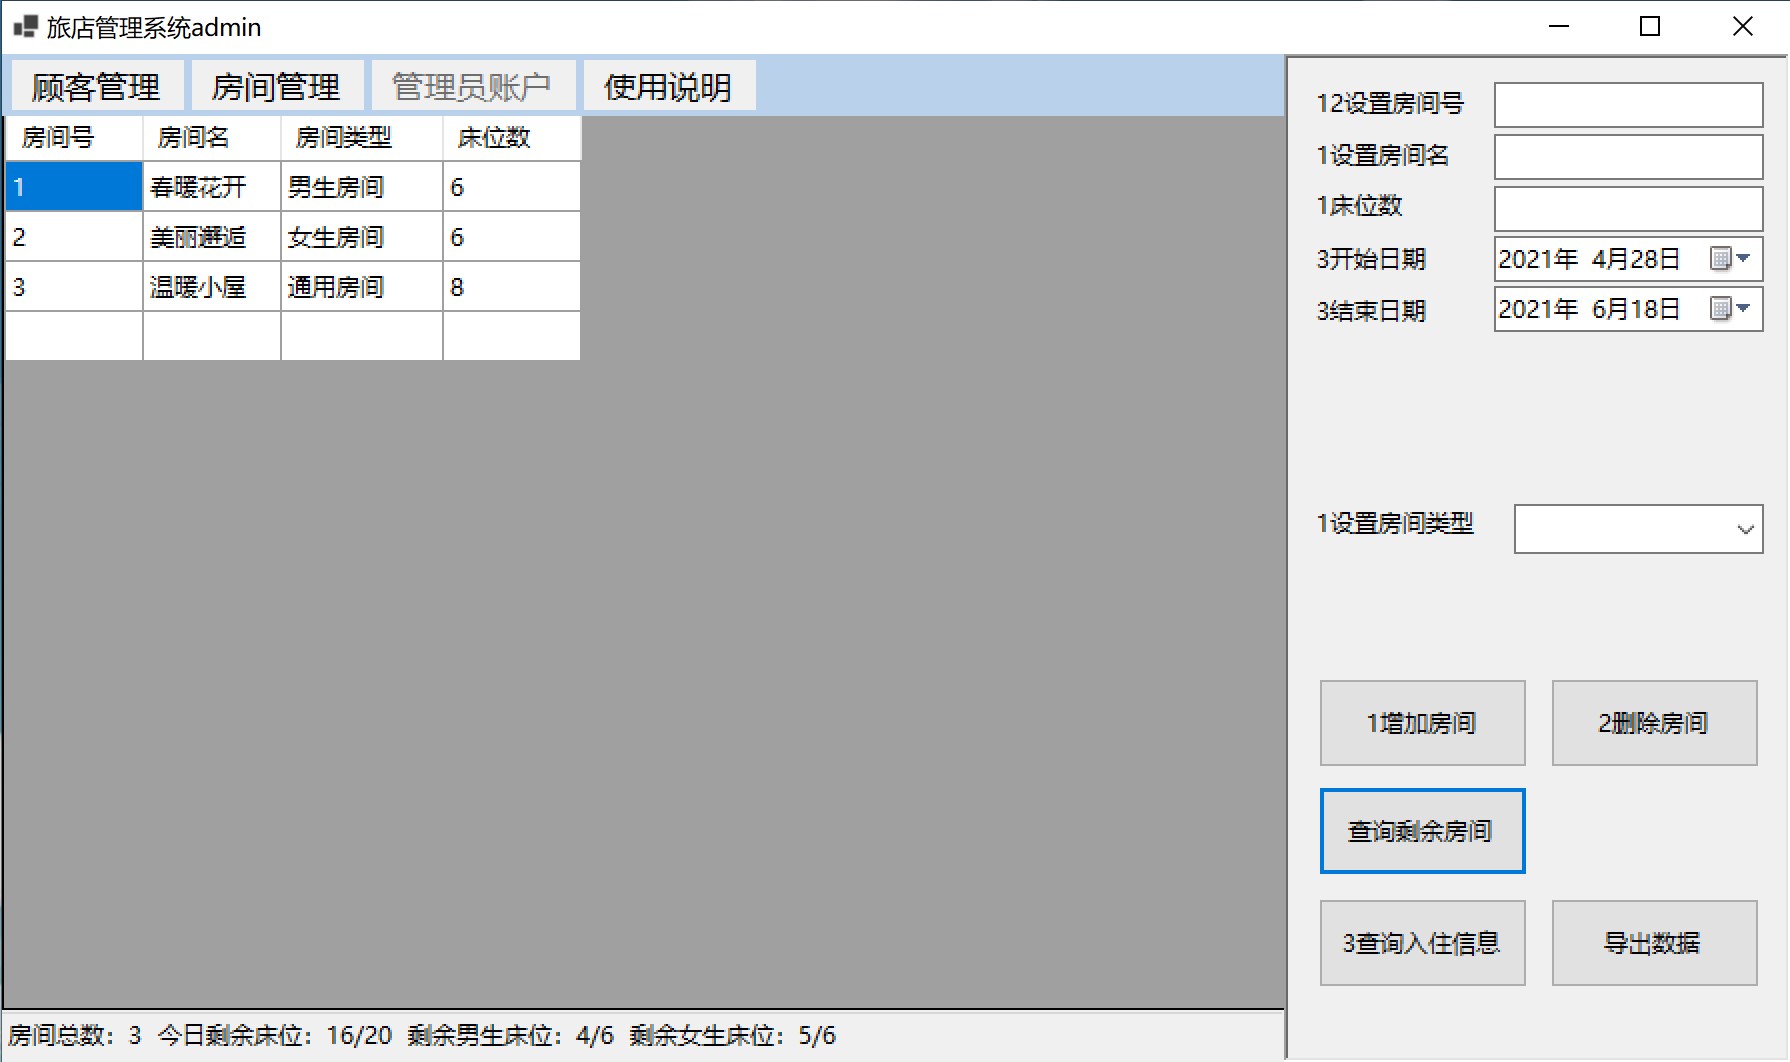 旅店管理系统admin
顾客管理 房间管理 管理员账户 使用说明
房间号 房间名 房间类型 床位数
1 春暖花开 男生房间 6
2 美丽邂逅 女生房间 6
3 温暖小屋 通用房间 8
12设置房间号
1设置房间名
1床位数
3开始日期 2021年 4月28日
3结束日期 2021年 6月18日
1设置房间类型
1增加房间 2删除房间
查询剩余房间
3查询入住信息 导出数据
房间总数：3 今日剩余床位：16/20 剩余男生床位：4/6 剩余女生床位：5/6